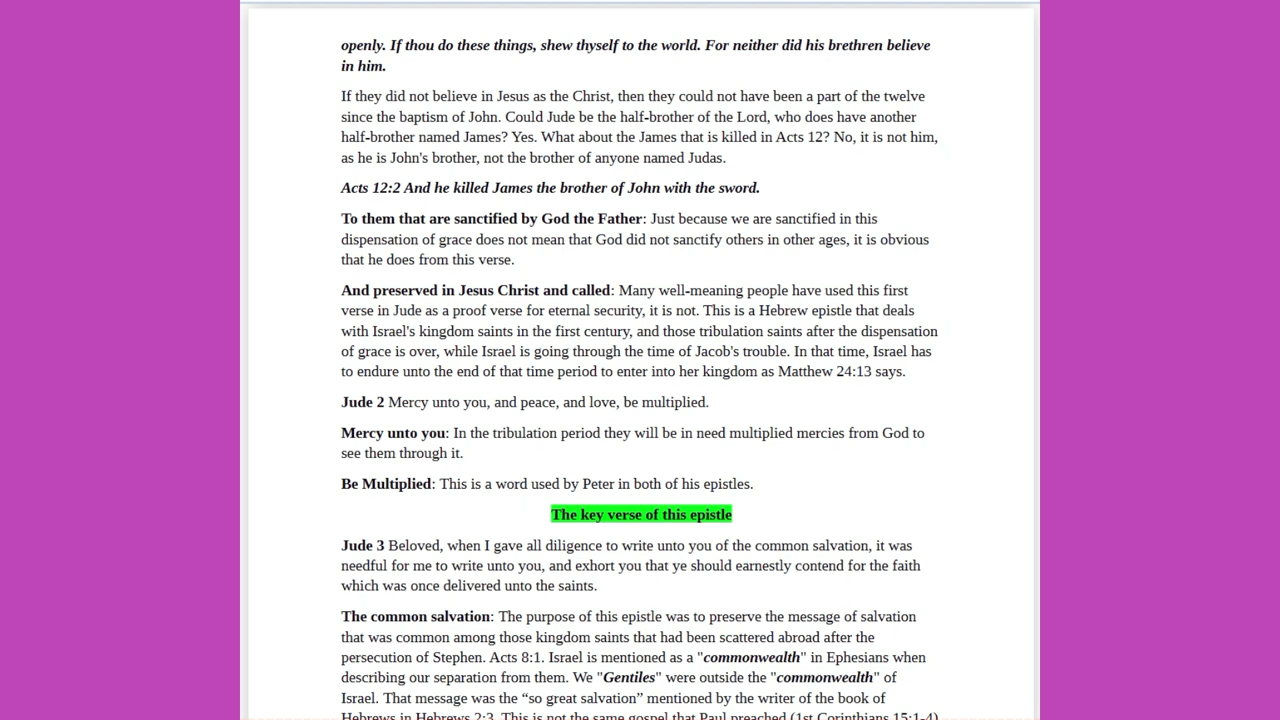 openly. If thou do these things, shew thyself to the world. For neither did his brethren believe
in him.
If they did not believe in Jesus as the Christ, then they could not have been a part of the twelve
since the baptism of John. Could Jude be the half-brother of the Lord, who does have another
half-brother named James? Yes. What about the James that is killed in Acts 12? No, it is not him,
as he is John's brother, not the brother of anyone named Judas.
Acts 12:2 And he killed James the brother of John with the sword.
To them that are sanctified by God the Father: Just because we are sanctified in this
dispensation of grace does not mean that God did not sanctify others in other ages, it is obvious
that he does from this verse.
And preserved in Jesus Christ and called: Many well-meaning people have used this first
verse in Jude as a proof verse for eternal security, it is not. This is a Hebrew epistle that deals
with Israel's kingdom saints in the first century, and those tribulation saints after the dispensation
of grace is over, while Israel is going through the time of Jacob's trouble. In that time, Israel has
to endure unto the end of that time period to enter into her kingdom as Matthew 24:13 says.
Jude 2 Mercy unto you, and peace, and love, be multiplied.
Mercy unto you: In the tribulation period they will be in need multiplied mercies from God to
see them through it.
Be Multiplied: This is a word used by Peter in both of his epistles.
The key verse of this epistle
Jude 3 Beloved, when I gave all diligence to write unto you of the common salvation, it was
needful for me to write unto you, and exhort you that ye should earnestly contend for the faith
which was once delivered unto the saints.
The common salvation: The purpose of this epistle was to preserve the message of salvation
that was common among those kingdom saints that had been scattered abroad after the
persecution of Stephen. Acts 8:1. Israel is mentioned as a "commonwealth" in Ephesians when
describing our separation from them. We "Gentiles" were outside the "commonwealth" of
Israel. That message was the “so great salvation” mentioned by the writer of the book of
Hebrews in Hebrews 2:3. This is not the same gospel that Paul preached (1st Corinthians 15:1-4)